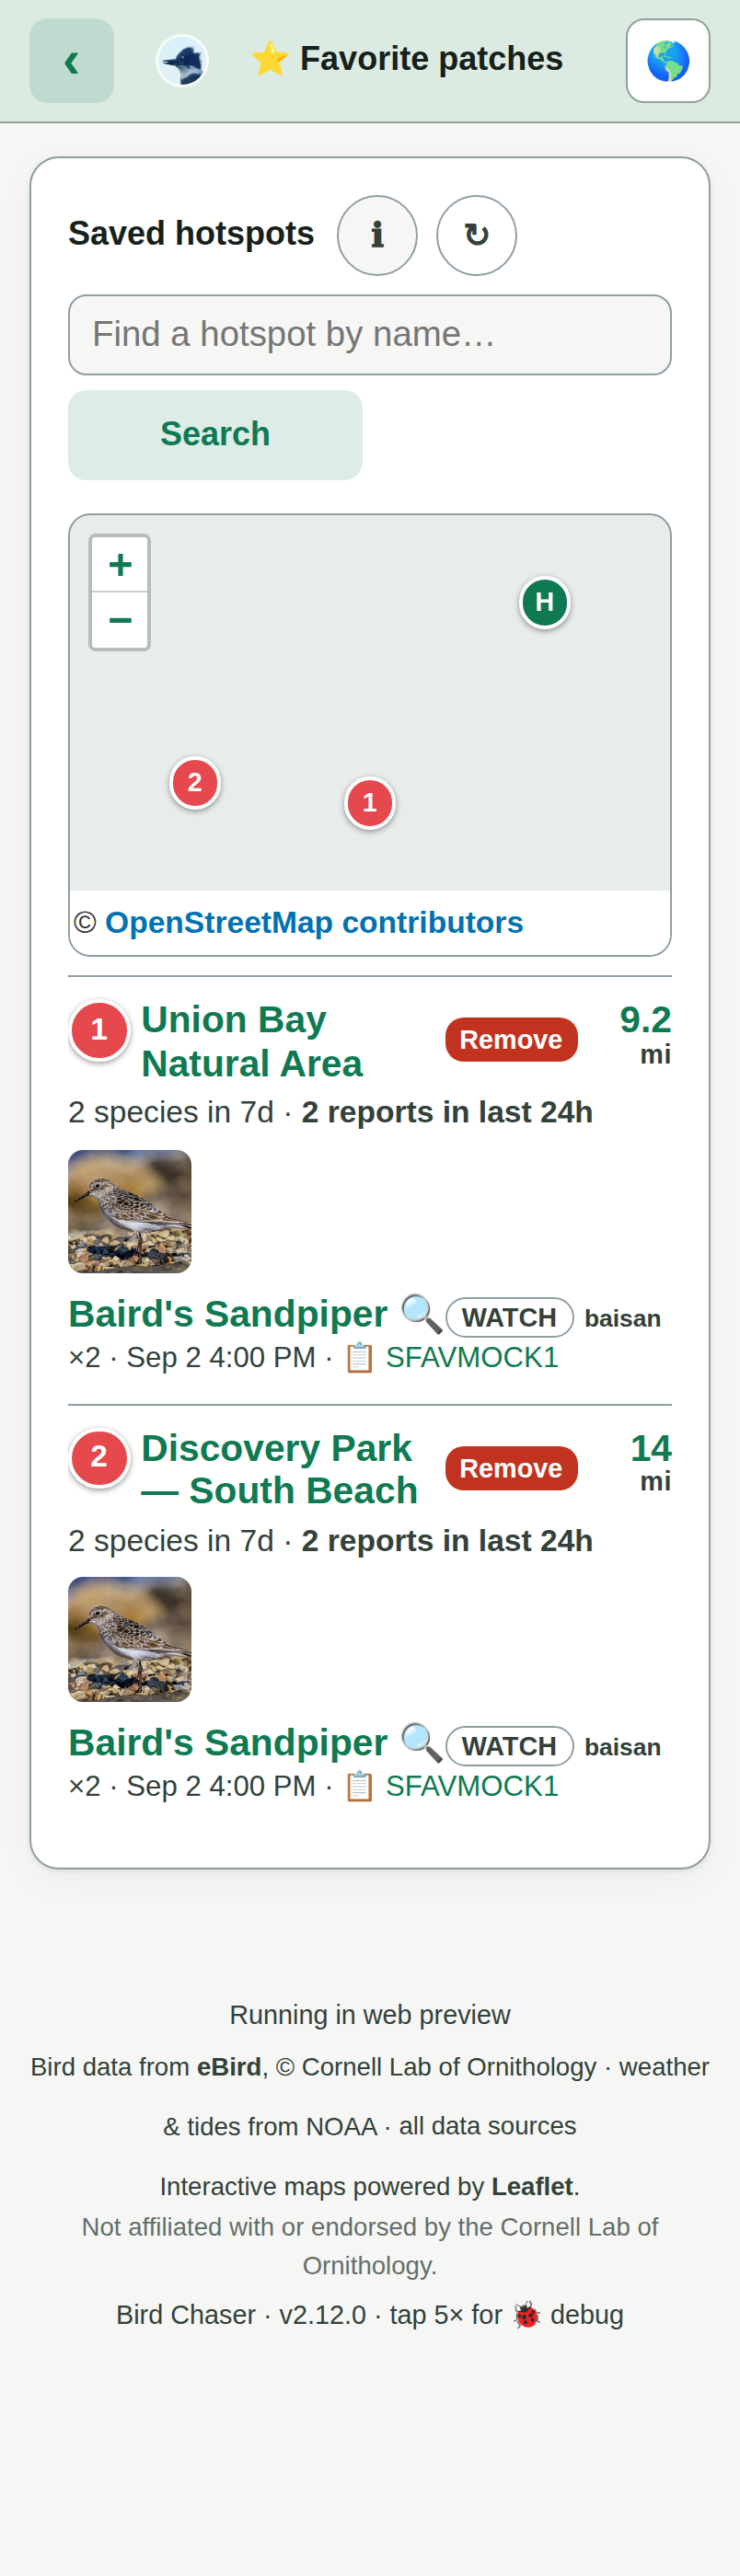 ‹ ⭐ Favorite patches 🌎
Saved hotspots ℹ ↻
Find a hotspot by name…
Search
+
H
−
2
1
© OpenStreetMap contributors
1 Union Bay Natural Area Remove 9.2 mi
2 species in 7d · 2 reports in last 24h
Baird's Sandpiper 🔍 WATCH baisan
×2 · Sep 2 4:00 PM · 📋 SFAVMOCK1
2 Discovery Park — South Beach Remove 14 mi
2 species in 7d · 2 reports in last 24h
Baird's Sandpiper 🔍 WATCH baisan
×2 · Sep 2 4:00 PM · 📋 SFAVMOCK1
Running in web preview
Bird data from eBird, © Cornell Lab of Ornithology · weather
& tides from NOAA · all data sources
Interactive maps powered by Leaflet.
Not affiliated with or endorsed by the Cornell Lab of
Ornithology.
Bird Chaser · v2.12.0 · tap 5× for 🐞 debug